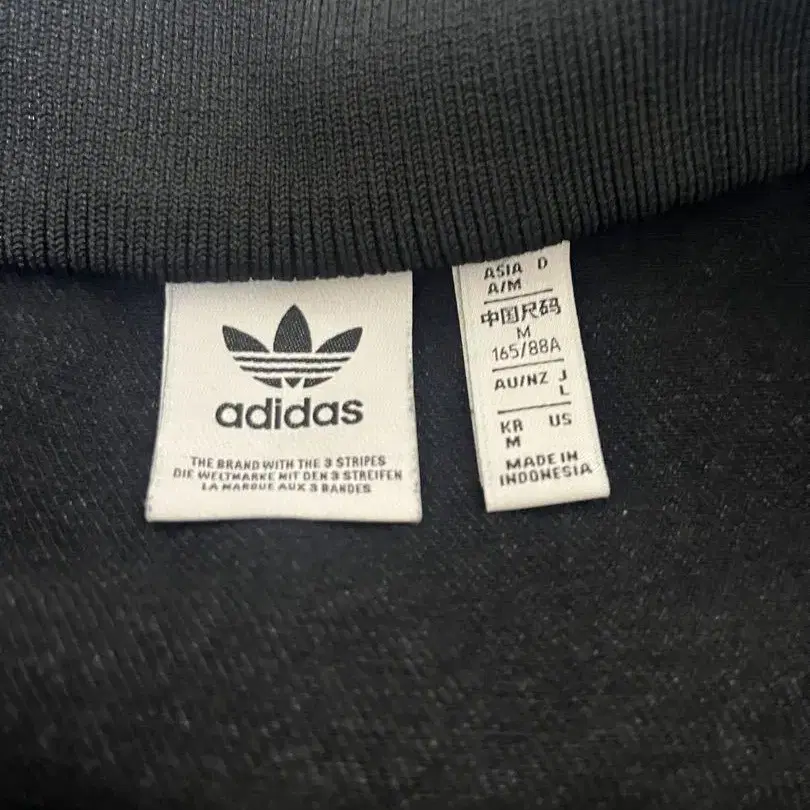 adidas
THE BRAND WITH THE 3 STRIPES
DIE WELTMARKE MIT DEN 3 STREIFEN
LA MARQUE AUX 3 BANDES
ASIA D
A/M
中国尺码
M
165/88A
AU/NZ J
L
KR US
M
MADE IN
INDONESIA